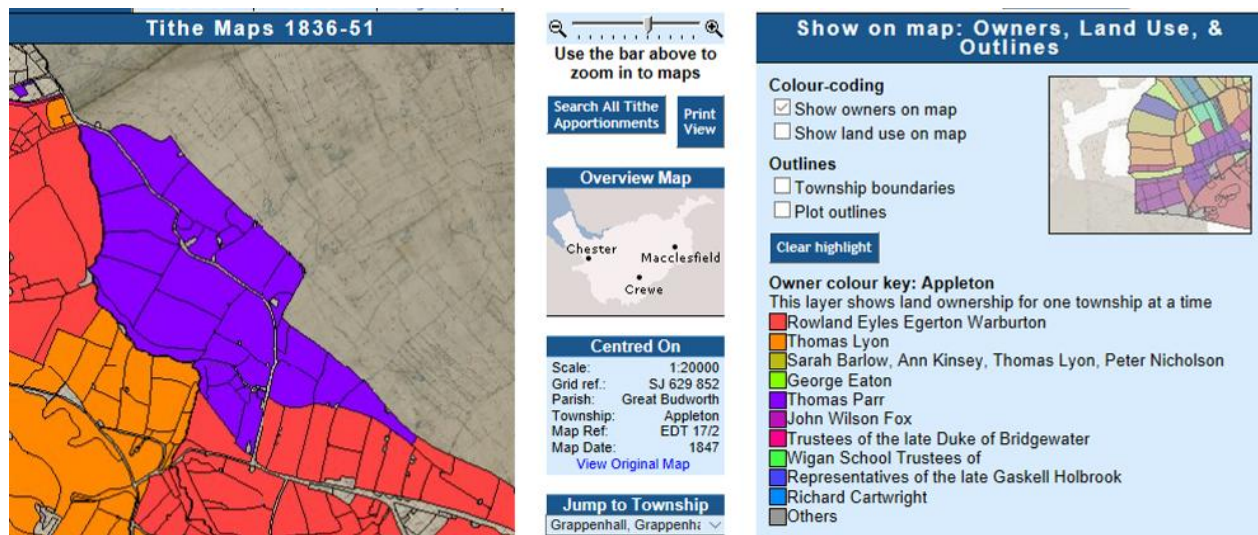 Tithe Maps 1836-51
Use the bar above to
zoom in to maps
Search All Tithe
Apportionments
Print
View
Overview Map
Chester
Macclesfield
Crewe
Centred On
Scale: 1:20000
Grid ref.: SJ 629 852
Parish: Great Budworth
Township: Appleton
Map Ref: EDT 17/2
Map Date: 1847
View Original Map
Jump to Township
Grappenhall, Grappenha
Show on map: Owners, Land Use, &
Outlines
Colour-coding
Show owners on map
Show land use on map
Outlines
Township boundaries
Plot outlines
Clear highlight
Owner colour key: Appleton
This layer shows land ownership for one township at a time
Rowland Eyles Egerton Warburton
Thomas Lyon
Sarah Barlow, Ann Kinsey, Thomas Lyon, Peter Nicholson
George Eaton
Thomas Parr
John Wilson Fox
Trustees of the late Duke of Bridgewater
Wigan School Trustees of
Representatives of the late Gaskell Holbrook
Richard Cartwright
Others